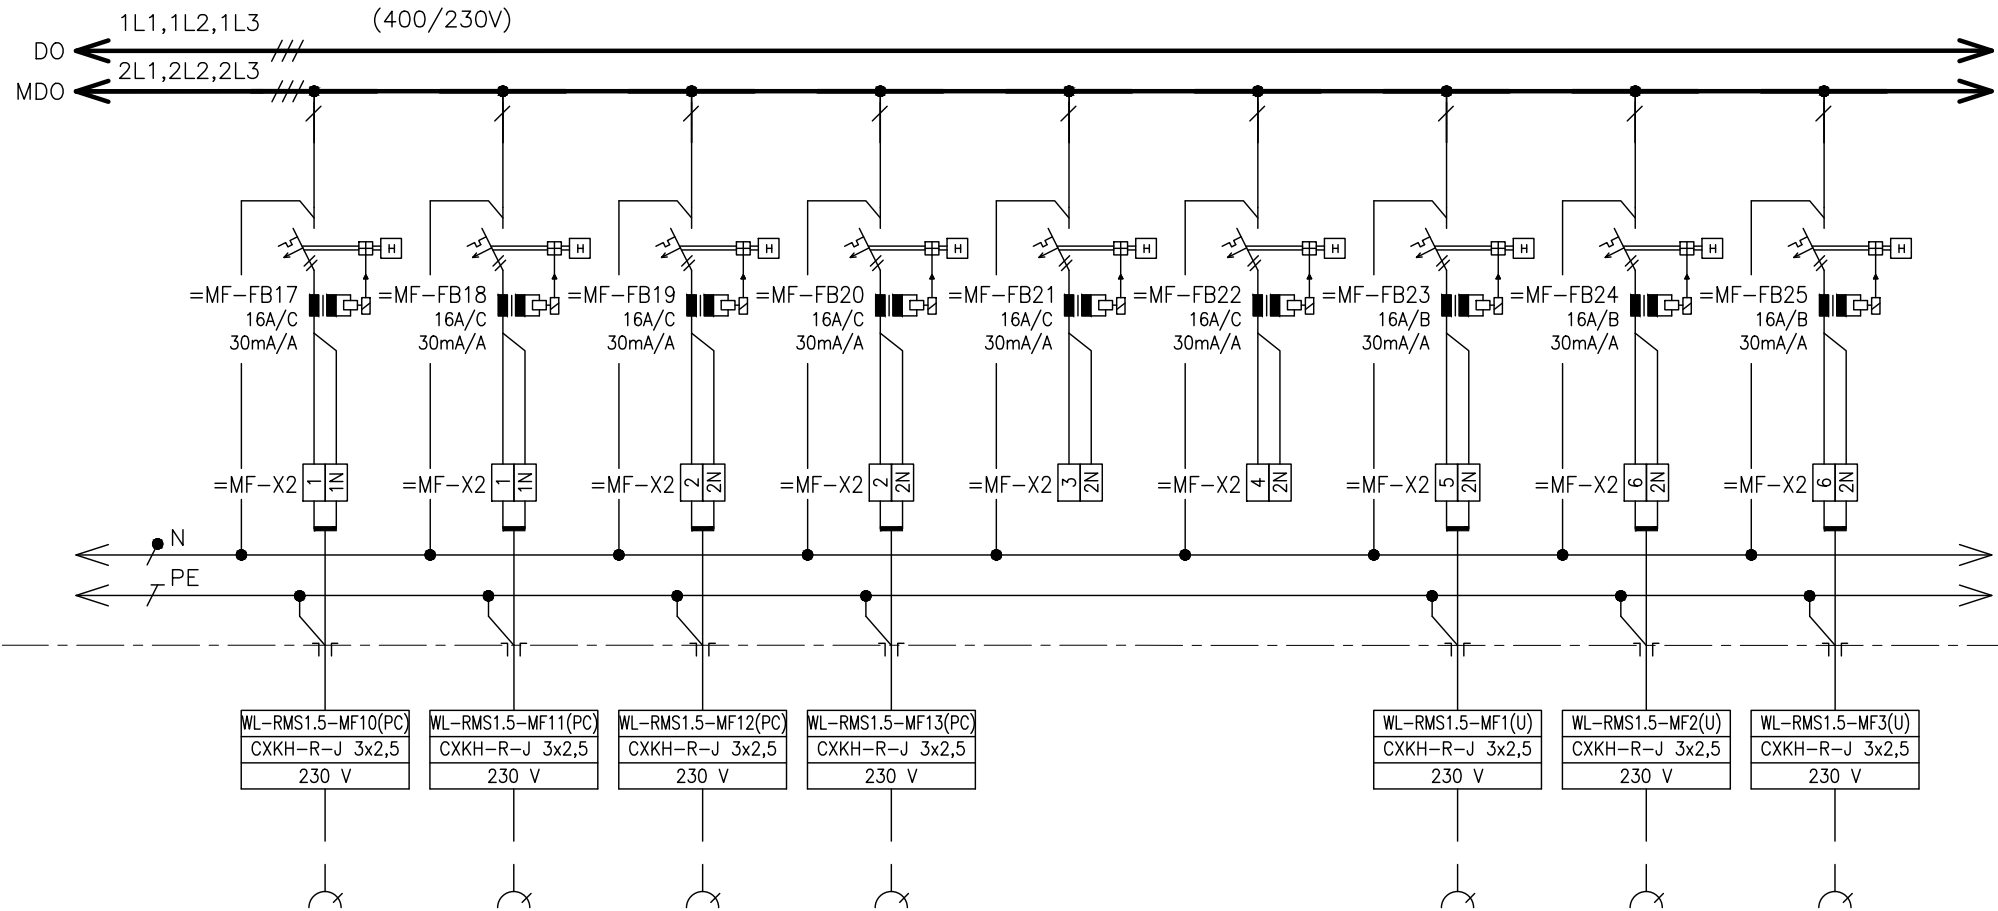 1L1,1L2,1L3 (400/230V)
DO
2L1,2L2,2L3
MDO
H H H H H H H H H
=MF-FB17 =MF-FB18 =MF-FB19 =MF-FB20 =MF-FB21 =MF-FB22 =MF-FB23 =MF-FB24 =MF-FB25
16A/C 16A/C 16A/C 16A/C 16A/C 16A/C 16A/B 16A/B 16A/B
30mA/A 30mA/A 30mA/A 30mA/A 30mA/A 30mA/A 30mA/A 30mA/A 30mA/A
=MF-X2 1 1N =MF-X2 1 1N =MF-X2 2 2N =MF-X2 2 2N =MF-X2 3 2N =MF-X2 4 2N =MF-X2 5 2N =MF-X2 6 2N =MF-X2 6 2N
N
PE
WL-RMS1.5-MF10(PC) WL-RMS1.5-MF11(PC) WL-RMS1.5-MF12(PC) WL-RMS1.5-MF13(PC) WL-RMS1.5-MF1(U) WL-RMS1.5-MF2(U) WL-RMS1.5-MF3(U)
CXKH-R-J 3x2,5 CXKH-R-J 3x2,5 CXKH-R-J 3x2,5 CXKH-R-J 3x2,5 CXKH-R-J 3x2,5 CXKH-R-J 3x2,5 CXKH-R-J 3x2,5
230 V 230 V 230 V 230 V 230 V 230 V 230 V